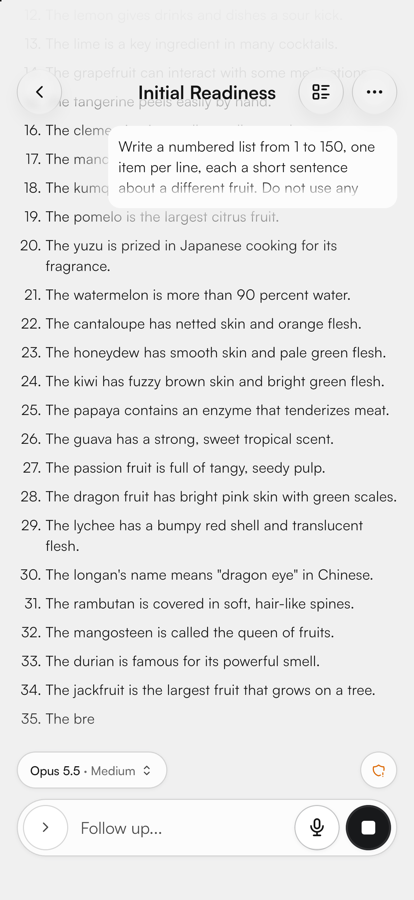 12. The lemon gives drinks and dishes a sour kick.
13. The lime is a key ingredient in many cocktails.
14. The grapefruit can interact with some medications.
Initial Readiness
The tangerine peels easily by hand.
16. The cleme
Write a numbered list from 1 to 150, one
item per line, each a short sentence
about a different fruit. Do not use any
17. The mand
18. The kumq
19. The pomelo is the largest citrus fruit.
20. The yuzu is prized in Japanese cooking for its
fragrance.
21. The watermelon is more than 90 percent water.
22. The cantaloupe has netted skin and orange flesh.
23. The honeydew has smooth skin and pale green flesh.
24. The kiwi has fuzzy brown skin and bright green flesh.
25. The papaya contains an enzyme that tenderizes meat.
26. The guava has a strong, sweet tropical scent.
27. The passion fruit is full of tangy, seedy pulp.
28. The dragon fruit has bright pink skin with green scales.
29. The lychee has a bumpy red shell and translucent
flesh.
30. The longan's name means "dragon eye" in Chinese.
31. The rambutan is covered in soft, hair-like spines.
32. The mangosteen is called the queen of fruits.
33. The durian is famous for its powerful smell.
34. The jackfruit is the largest fruit that grows on a tree.
35. The bre
Opus 5.5 · Medium
Follow up...